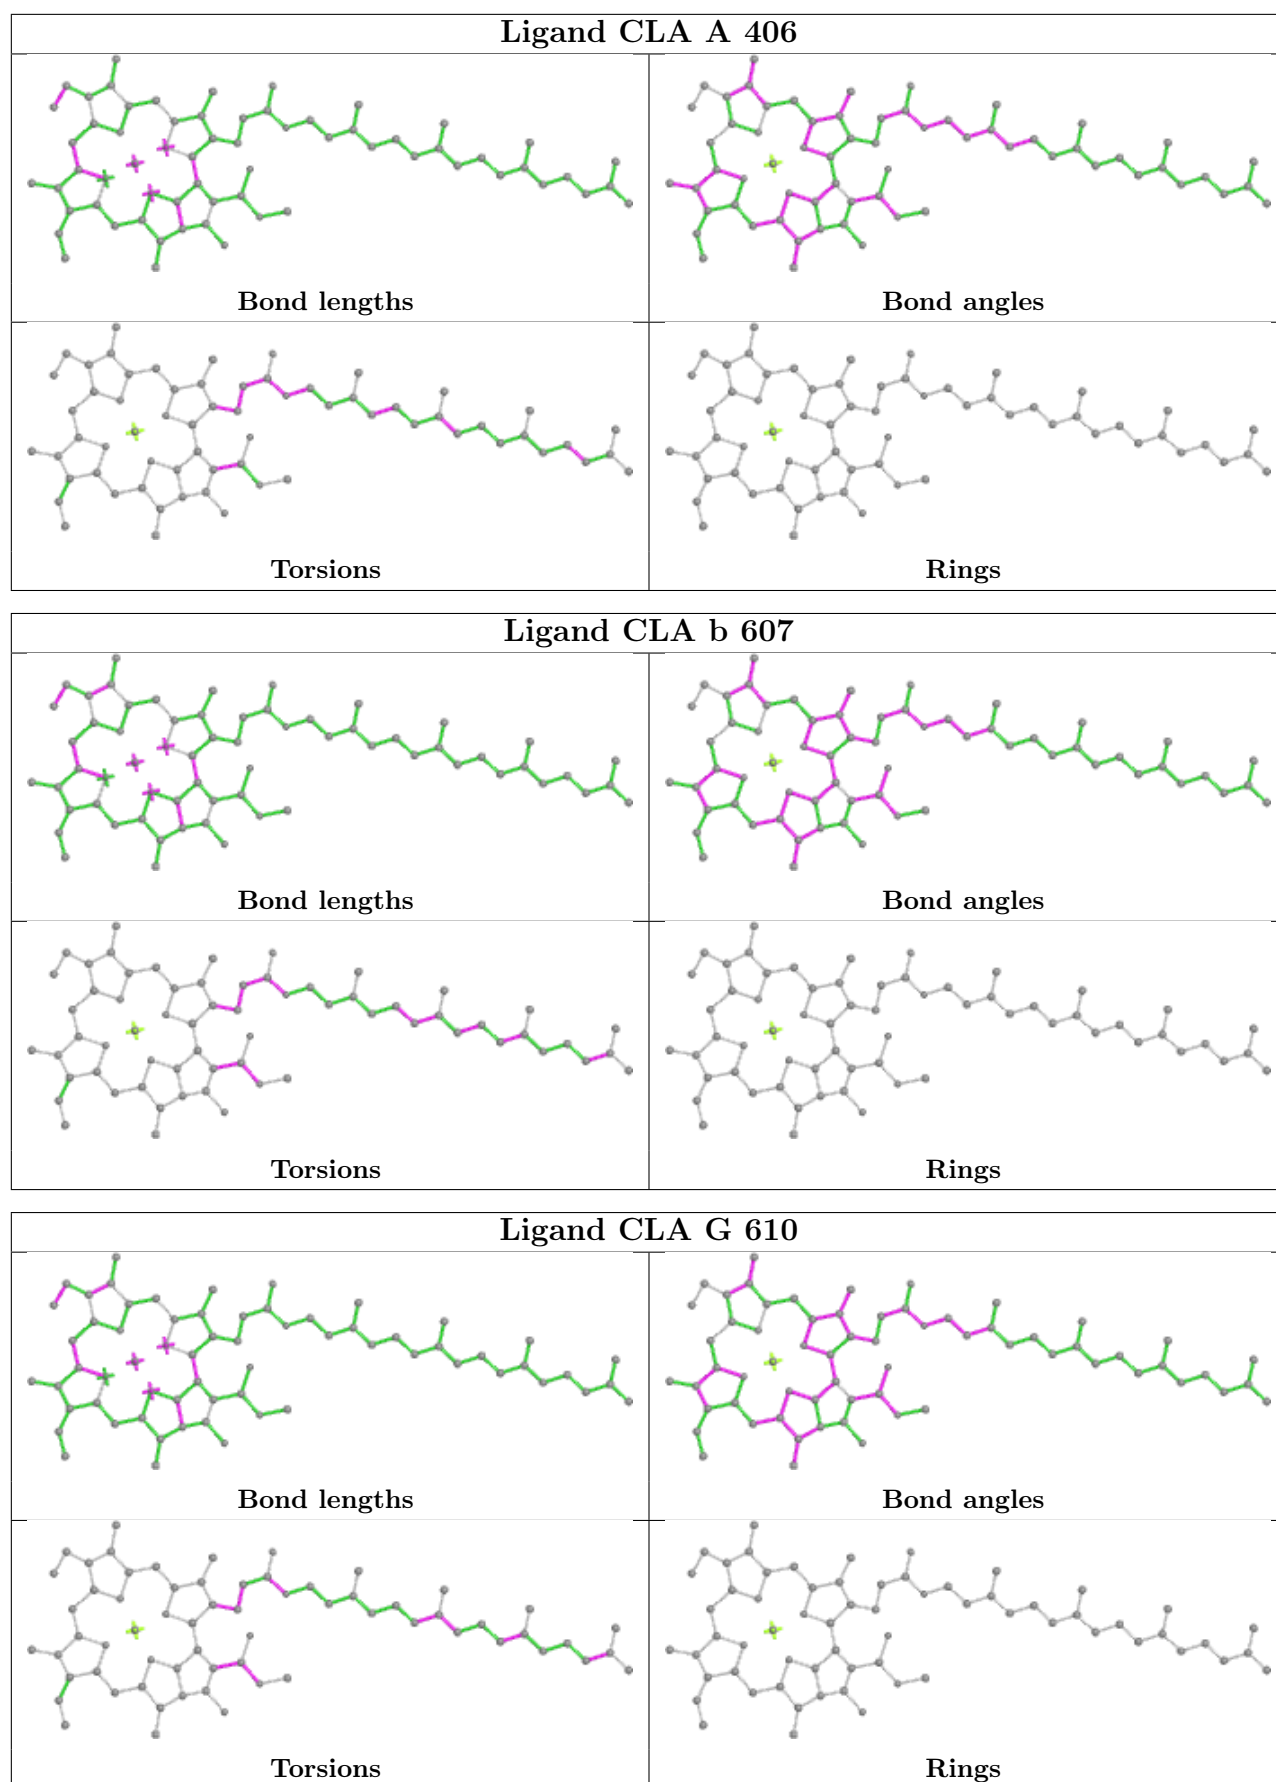 Ligand CLA A 406
Bond lengths
Bond angles
Torsions
Rings
Ligand CLA b 607
Bond lengths
Bond angles
Torsions
Rings
Ligand CLA G 610
Bond lengths
Bond angles
Torsions
Rings